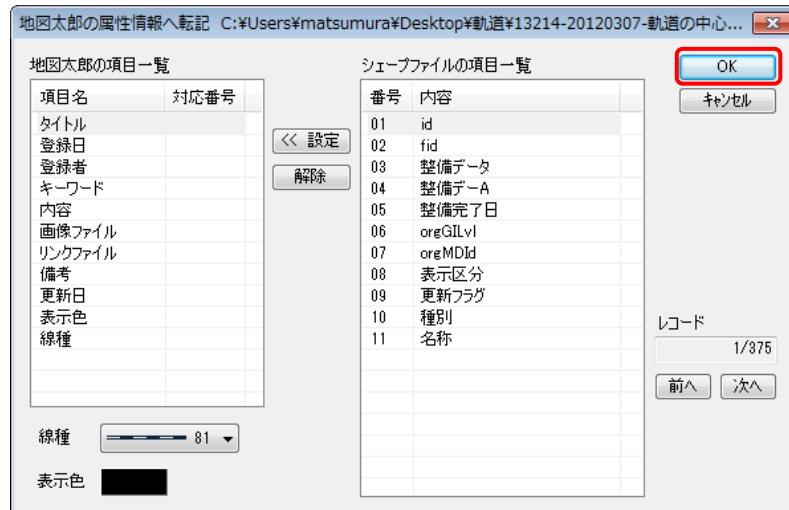 地図太郎の属性情報へ転記 C:¥Users¥matsumura¥Desktop¥軌道¥13214-20120307-軌道の中心...
地図太郎の項目一覧
項目名 対応番号
タイトル
登録日
登録者
キーワード
内容
画像ファイル
リンクファイル
備考
更新日
表示色
線種
<< 設定
解除
シェープファイルの項目一覧
番号 内容
01 id
02 fid
03 整備データ
04 整備デーA
05 整備完了日
06 orgGILvl
07 orgMDId
08 表示区分
09 更新フラグ
10 種別
11 名称
OK
キャンセル
レコード
1/375
前へ 次へ
線種 81
表示色